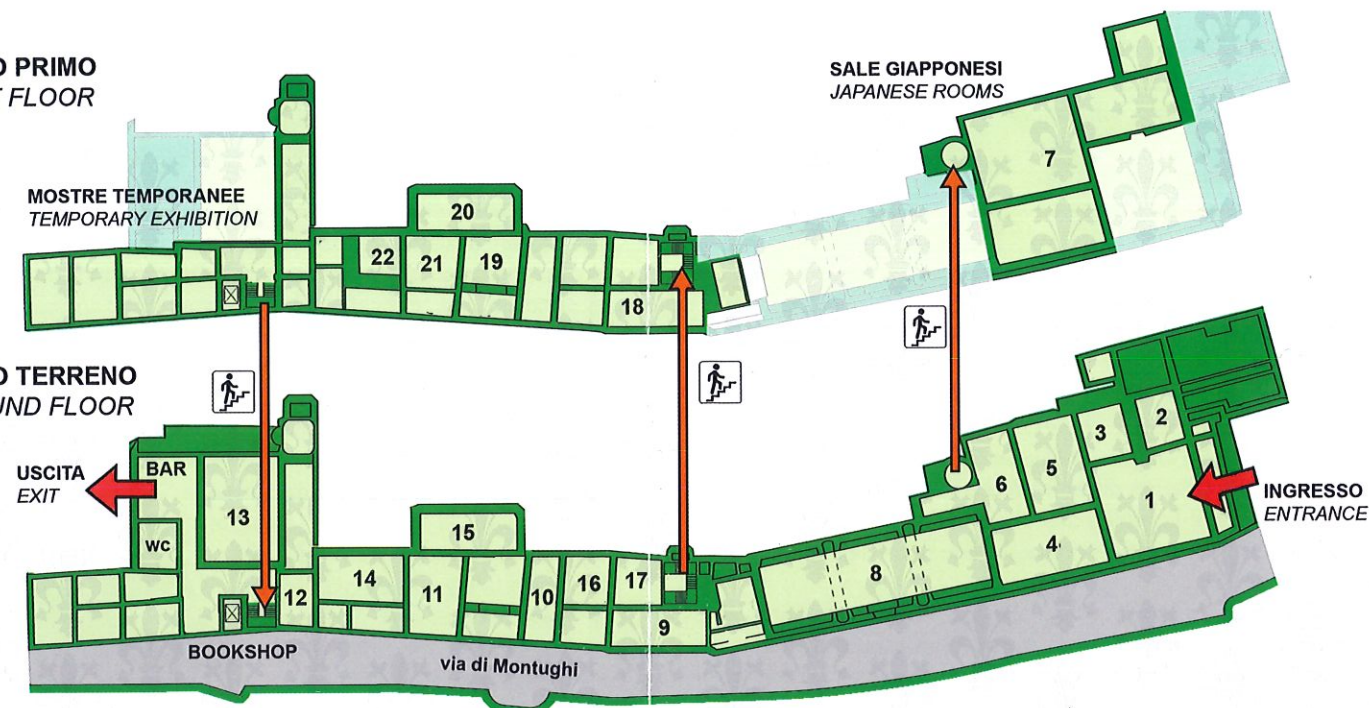 O PRIMO
T FLOOR
SALE GIAPPONESI
JAPANESE ROOMS
7
MOSTRE TEMPORANEE
TEMPORARY EXHIBITION
20
22
21
19
18
O TERRENO
UND FLOOR
USCITA
EXIT
BAR
13
WC
15
14
12
11
10
16
17
9
8
6
5
3
2
4
1
INGRESSO
ENTRANCE
BOOKSHOP
via di Montughi